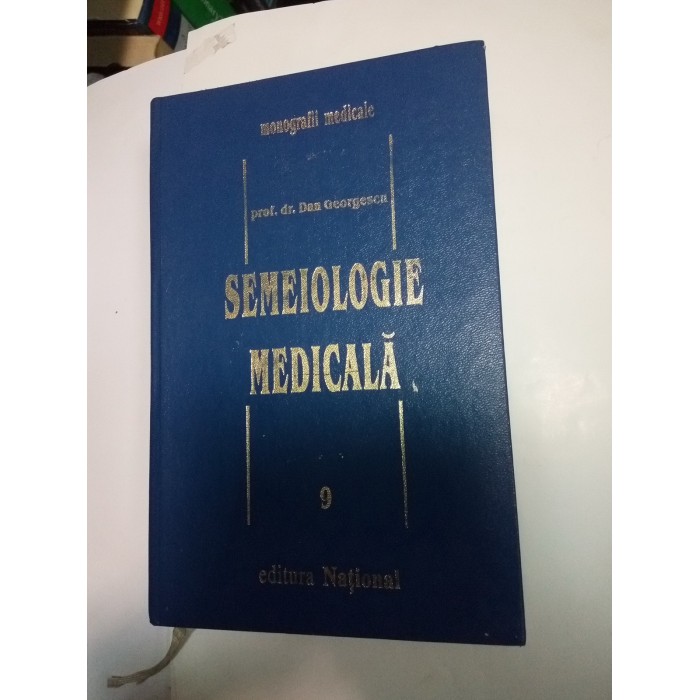 monografii medicale
prof. dr. Dan Georgescu
SEMEIOLOGIE
MEDICALĂ
9
editura Național